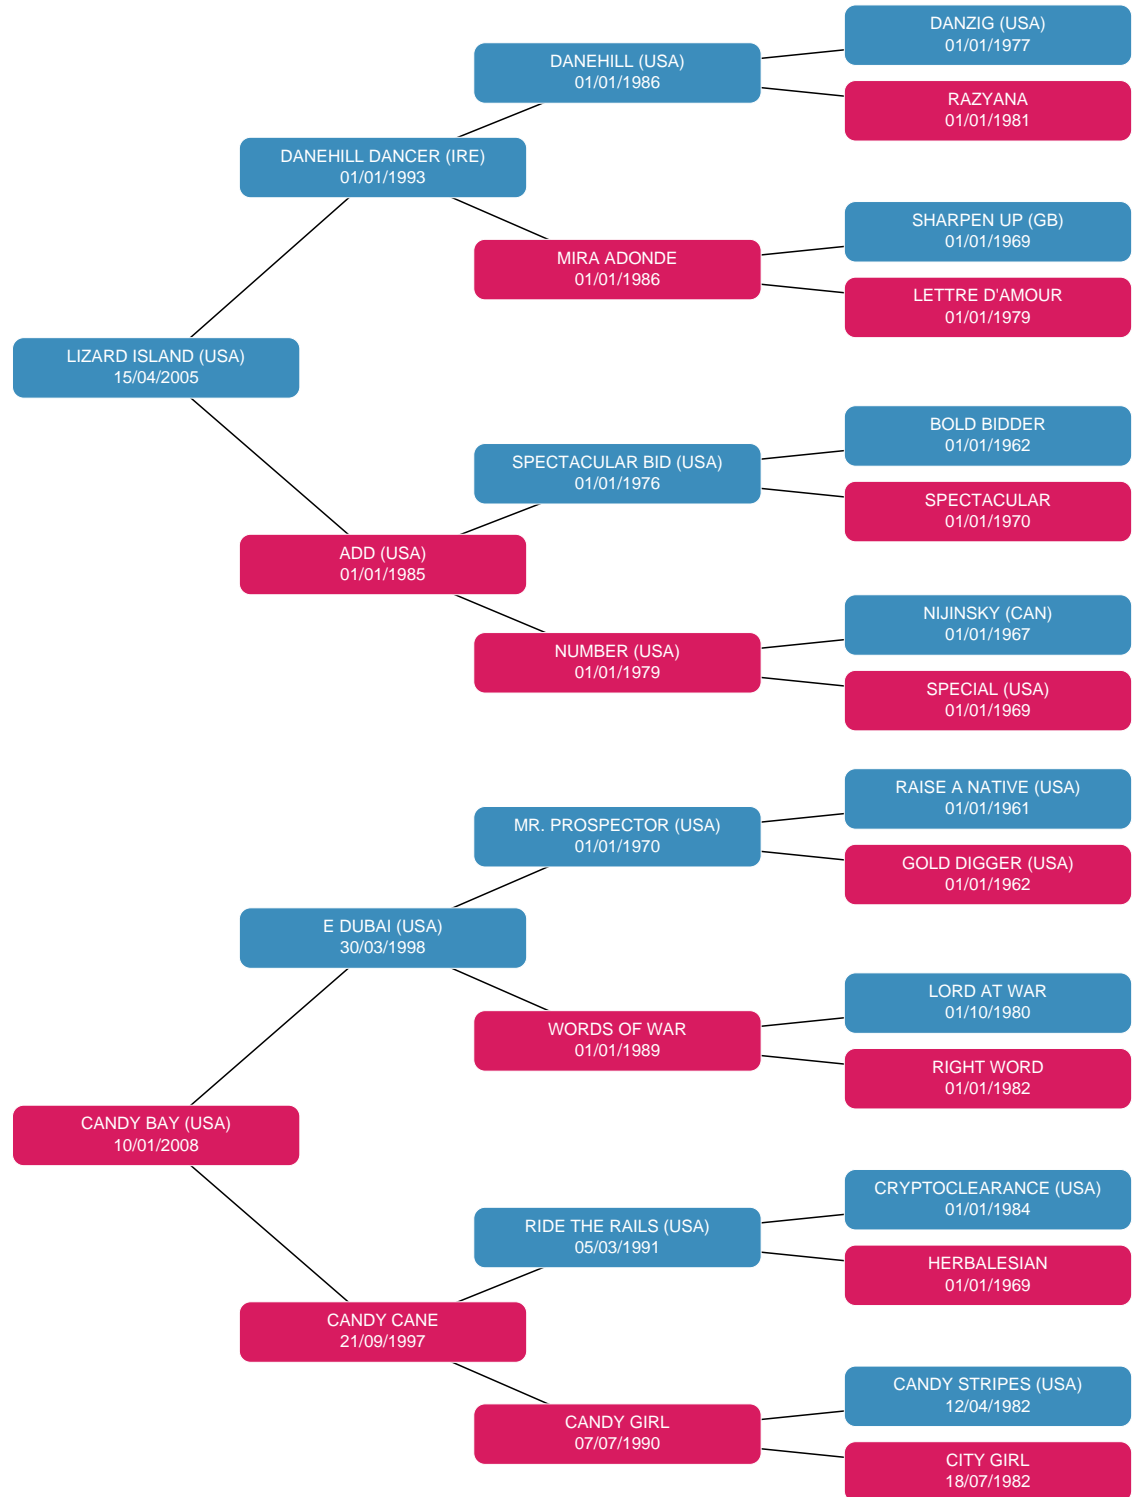 DANZIG (USA)
01/01/1977
DANEHILL (USA)
01/01/1986
RAZYANA
01/01/1981
DANEHILL DANCER (IRE)
01/01/1993
SHARPEN UP (GB)
01/01/1969
MIRA ADONDE
01/01/1986
LETTRE D'AMOUR
01/01/1979
LIZARD ISLAND (USA)
15/04/2005
BOLD BIDDER
01/01/1962
SPECTACULAR BID (USA)
01/01/1976
SPECTACULAR
01/01/1970
ADD (USA)
01/01/1985
NIJINSKY (CAN)
01/01/1967
NUMBER (USA)
01/01/1979
SPECIAL (USA)
01/01/1969
RAISE A NATIVE (USA)
01/01/1961
MR. PROSPECTOR (USA)
01/01/1970
GOLD DIGGER (USA)
01/01/1962
E DUBAI (USA)
30/03/1998
LORD AT WAR
01/10/1980
WORDS OF WAR
01/01/1989
RIGHT WORD
01/01/1982
CANDY BAY (USA)
10/01/2008
CRYPTOCLEARANCE (USA)
01/01/1984
RIDE THE RAILS (USA)
05/03/1991
HERBALESIAN
01/01/1969
CANDY CANE
21/09/1997
CANDY STRIPES (USA)
12/04/1982
CANDY GIRL
07/07/1990
CITY GIRL
18/07/1982